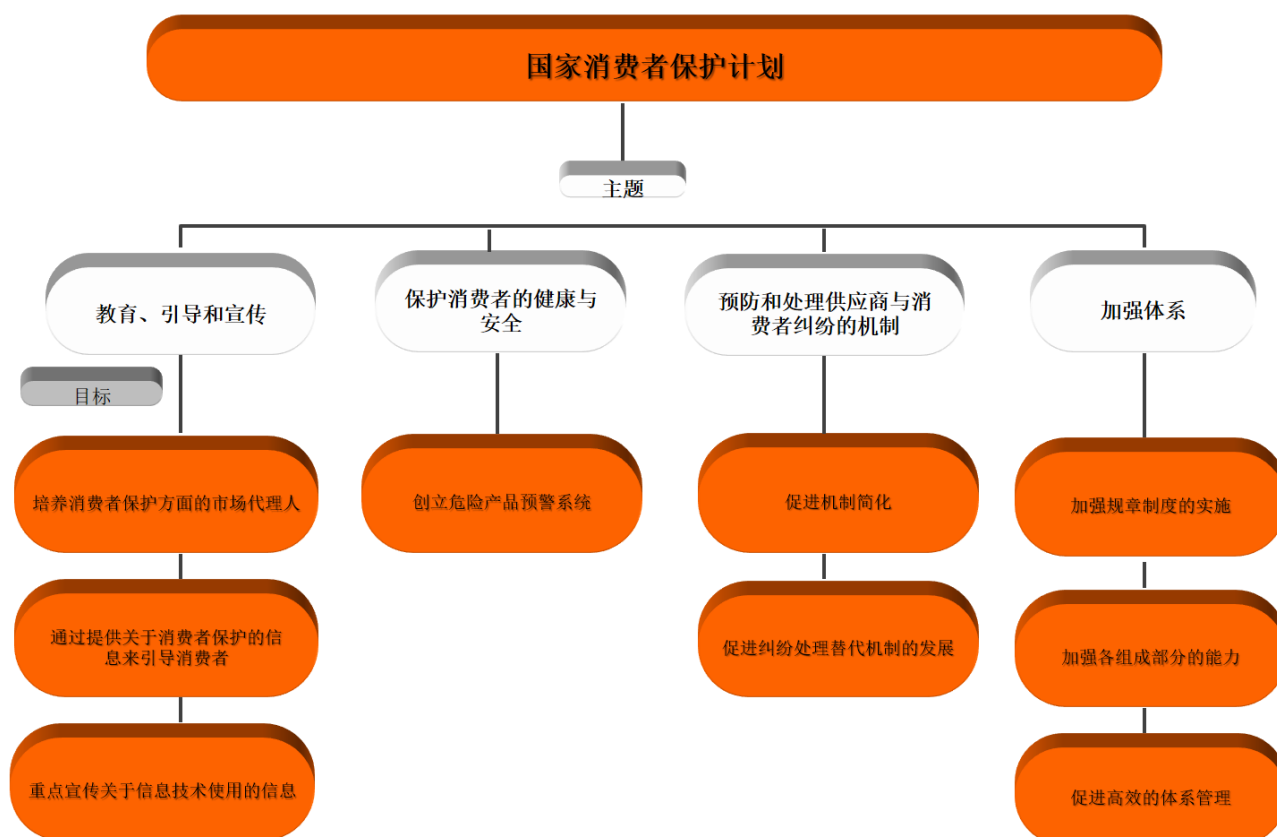 国家消费者保护计划
主题
教育、引导和宣传
保护消费者的健康与
安全
预防和处理供应商与消
费者纠纷的机制
加强体系
目标
培养消费者保护方面的市场代理人
创立危险产品预警系统
促进机制简化
加强规章制度的实施
通过提供关于消费者保护的信
息来引导消费者
促进纠纷处理替代机制的发展
加强各组成部分的能力
重点宣传关于信息技术使用的信息
促进高效的体系管理